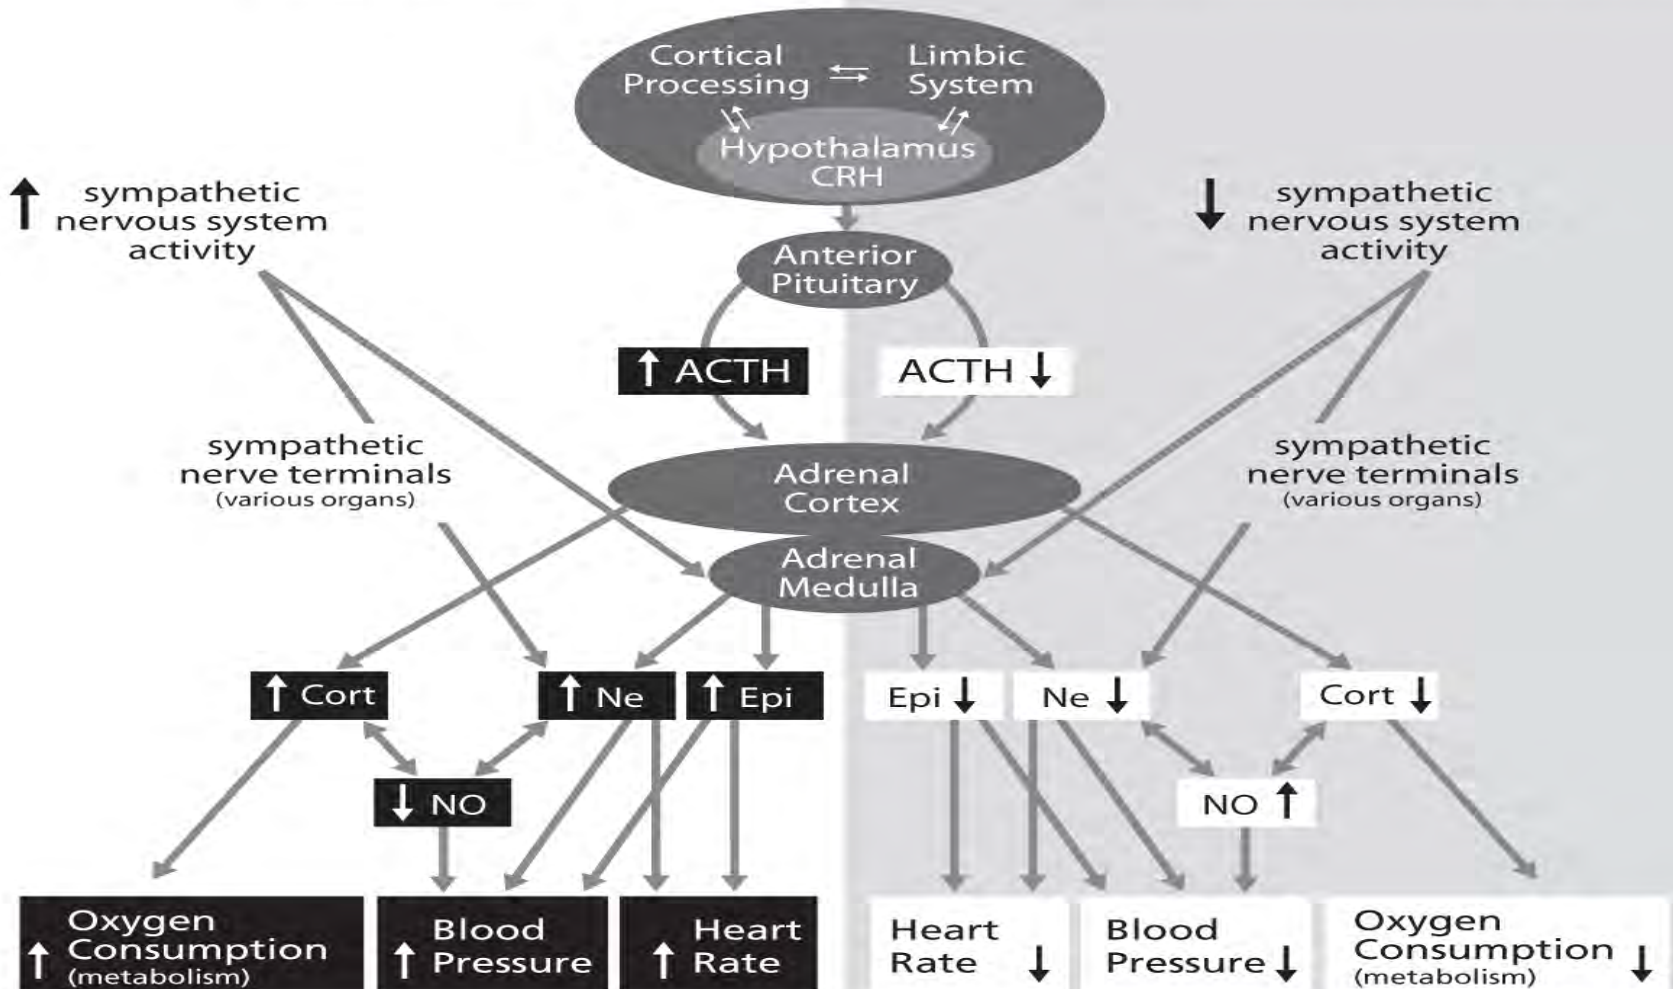 Cortical Processing
Limbic System
Hypothalamus
CRH
↑ sympathetic
nervous system
activity
↓ sympathetic
nervous system
activity
Anterior
Pituitary
↑ ACTH
ACTH ↓
sympathetic
nerve terminals
(various organs)
sympathetic
nerve terminals
(various organs)
Adrenal
Cortex
Adrenal
Medulla
↑ Cort
↑ Ne
↑ Epi
Epi ↓
Ne ↓
Cort ↓
↓ NO
NO ↑
↑ Oxygen
Consumption
(metabolism)
↑ Blood
Pressure
↑ Heart
Rate
Heart
Rate ↓
Blood
Pressure ↓
Oxygen
Consumption
(metabolism) ↓